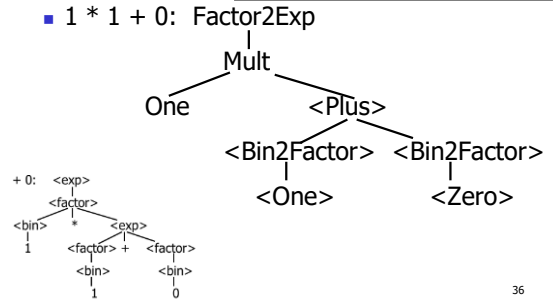 1 * 1 + 0: Factor2Exp
Mult
One <Plus>
<Bin2Factor> <Bin2Factor>
<One> <Zero>
+ 0: <exp>
<factor>
<bin> * <exp>
1 <factor> + <factor>
<bin> <bin>
1 0
36